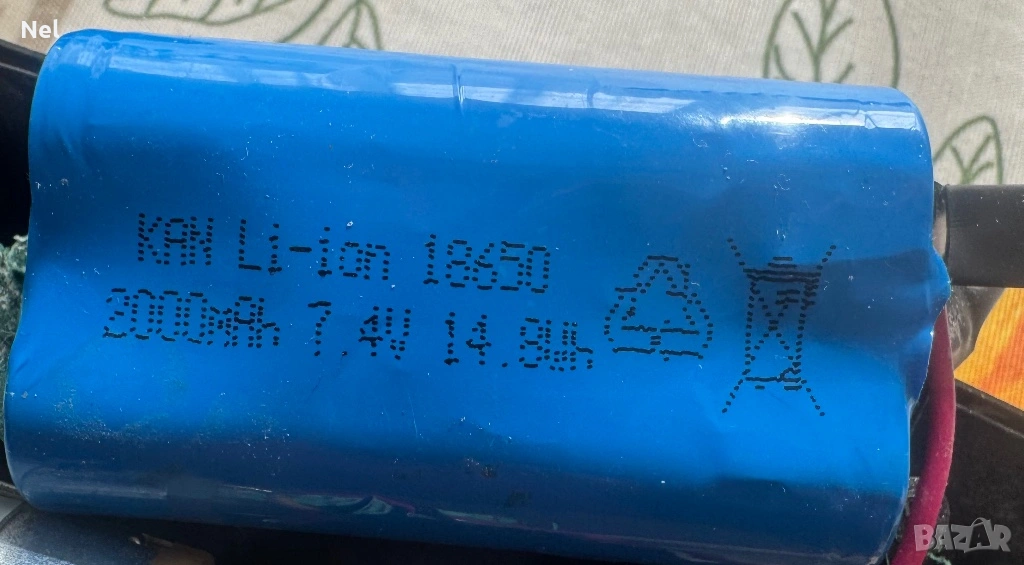 Nel
KAN Li-ion 18650
2000mAh 7.4V 14.8Wh
BAZAR